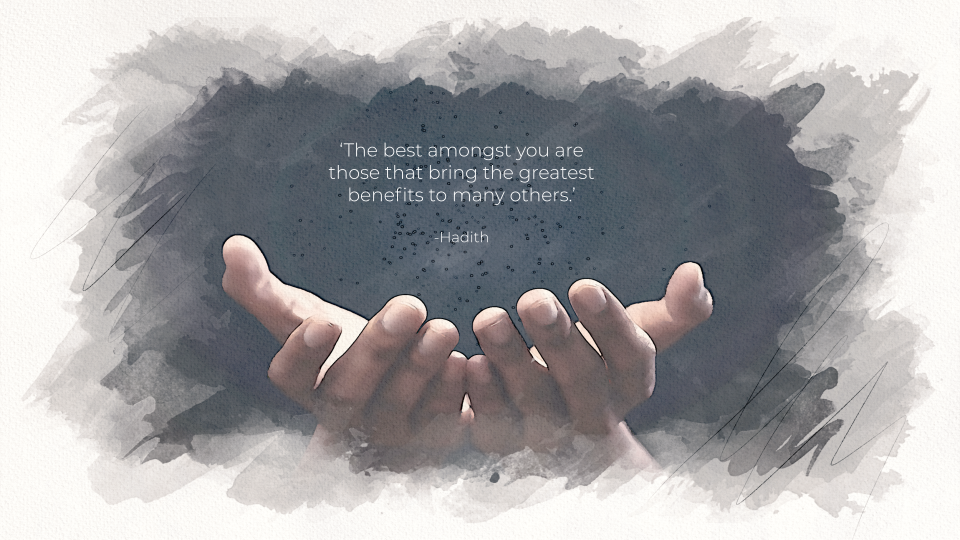 ‘The best amongst you are
those that bring the greatest
benefits to many others.’
-Hadith